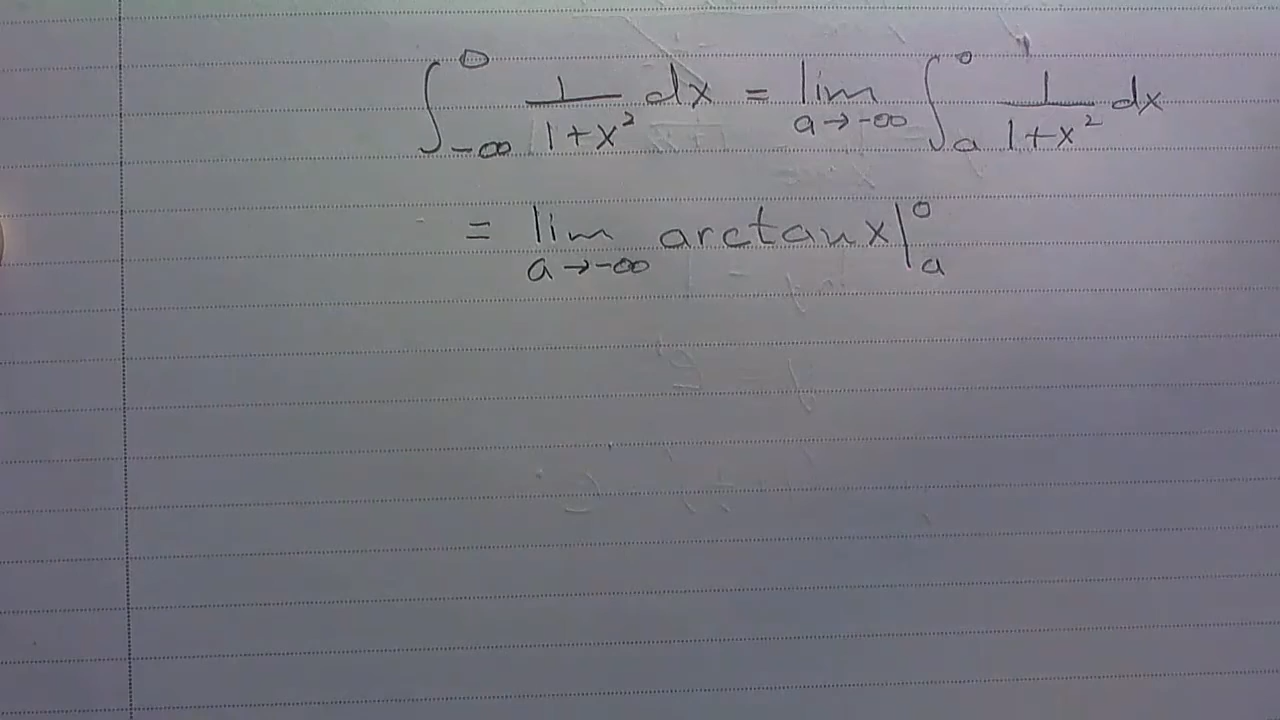 ∫_{-∞}^{0} 1/(1+x²) dx = lim_{a→-∞} ∫_{a}^{0} 1/(1+x²) dx
= lim_{a→-∞} arctan x |_{a}^{0}